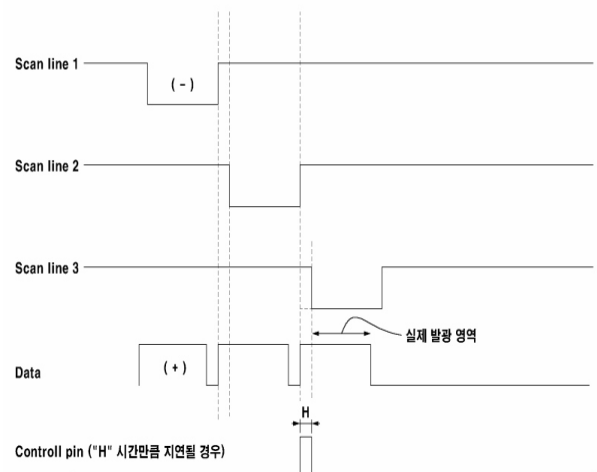 Scan line 1
( - )
Scan line 2
Scan line 3
실제 발광 영역
Data
( + )
H
Controll pin ("H" 시간만큼 지연될 경우)